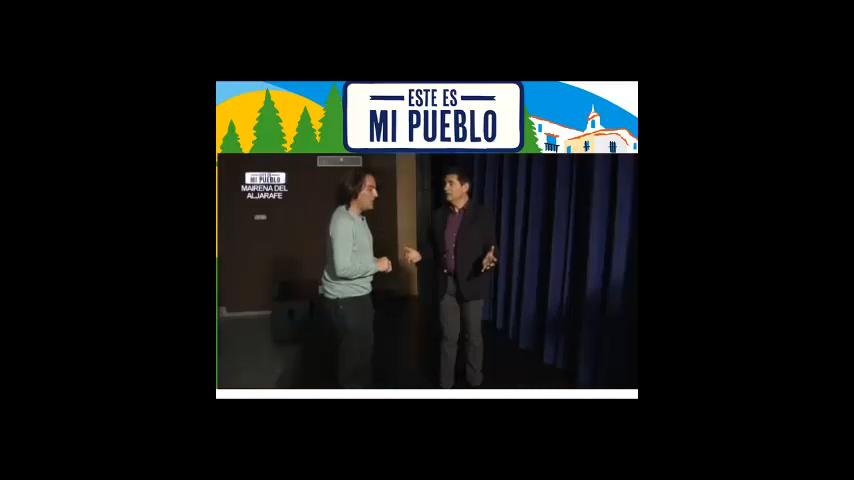 ESTE ES
MI PUEBLO
ESTE ES
MI PUEBLO
MAIRENA DEL
ALJARAFE